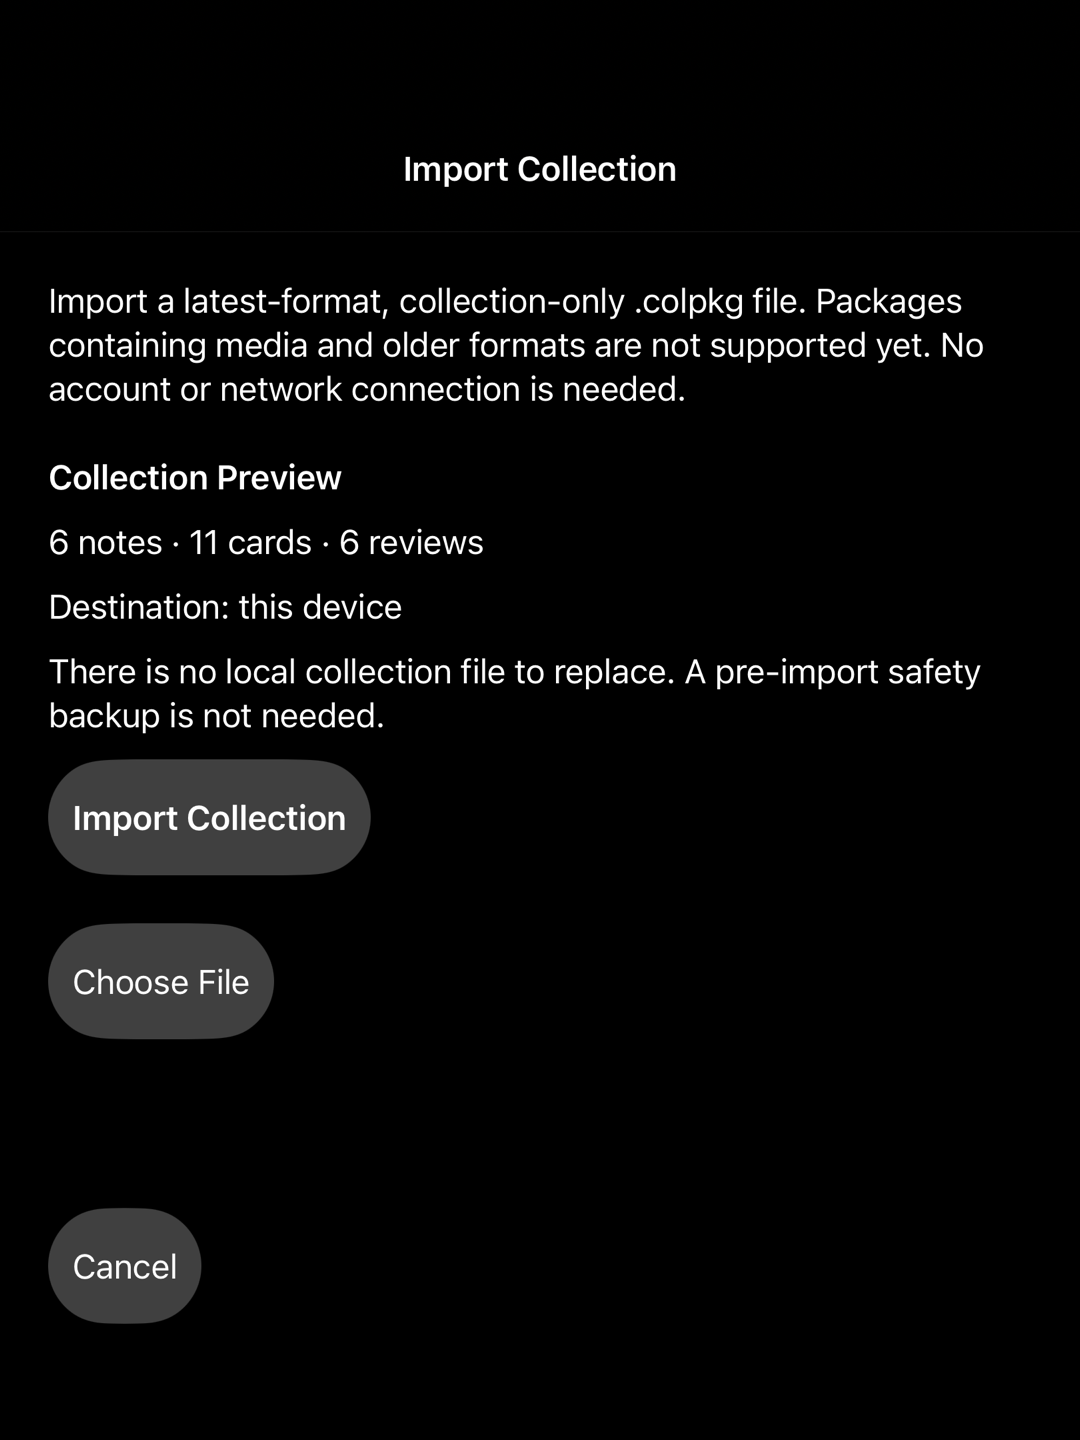 Import Collection
Import a latest-format, collection-only .colpkg file. Packages
containing media and older formats are not supported yet. No
account or network connection is needed.
Collection Preview
6 notes · 11 cards · 6 reviews
Destination: this device
There is no local collection file to replace. A pre-import safety
backup is not needed.
Import Collection
Choose File
Cancel